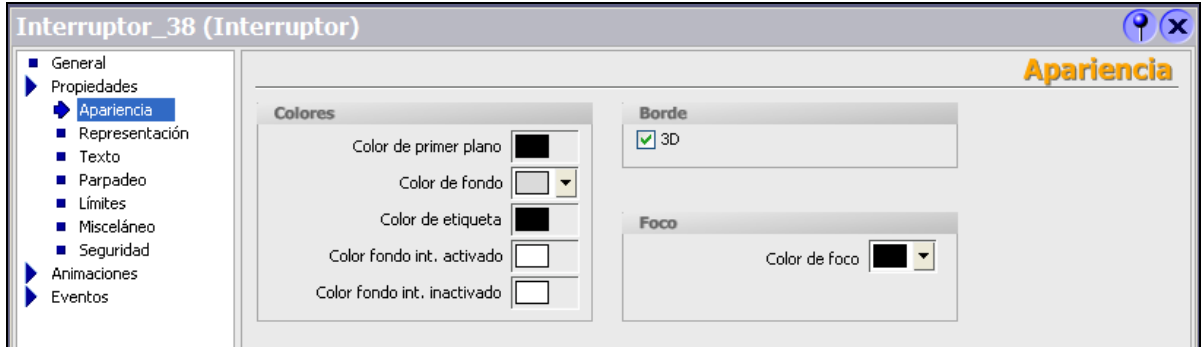 Interruptor_38 (Interruptor)
General
Propiedades
Apariencia
Representación
Texto
Parpadeo
Límites
Misceláneo
Seguridad
Animaciones
Eventos
Apariencia
Colores
Color de primer plano
Color de fondo
Color de etiqueta
Color fondo int. activado
Color fondo int. inactivado
Borde
3D
Foco
Color de foco